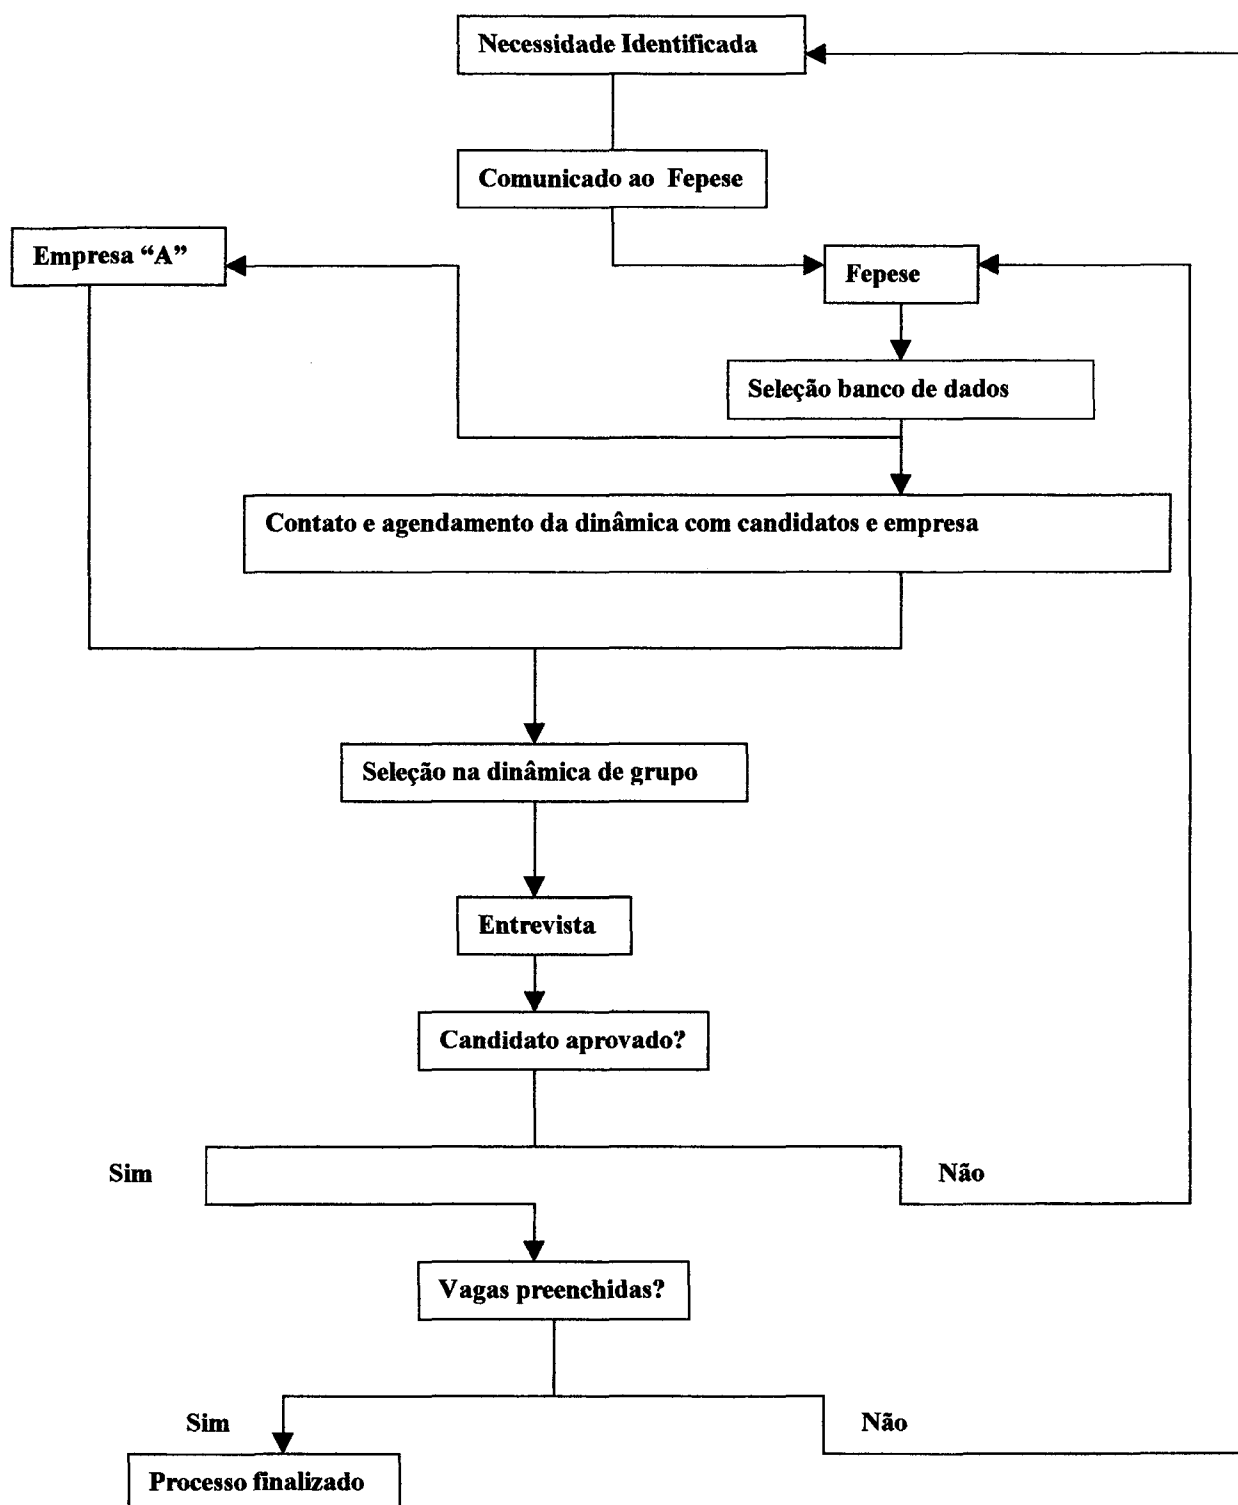 Necessidade Identificada
Comunicado ao Fepese
Empresa “A”
Fepese
Seleção banco de dados
Contato e agendamento da dinâmica com candidatos e empresa
Seleção na dinâmica de grupo
Entrevista
Candidato aprovado?
Sim
Não
Vagas preenchidas?
Sim
Não
Processo finalizado